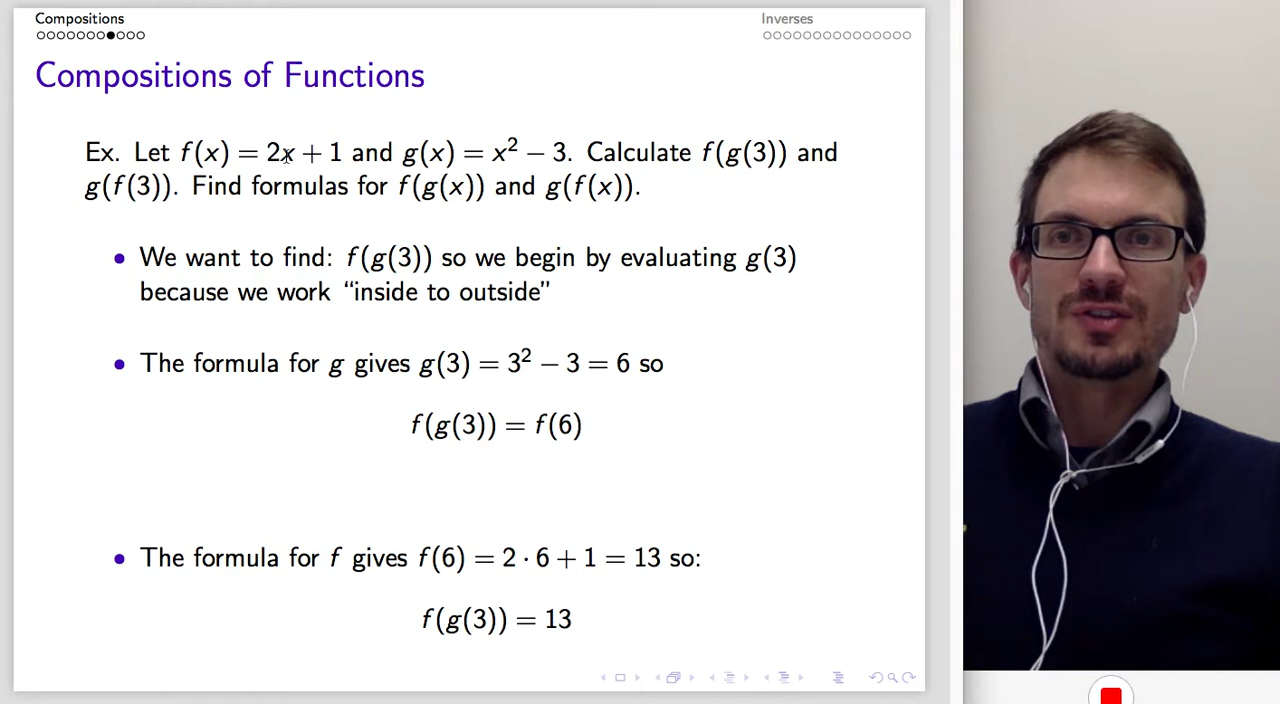 Compositions
Inverses
Compositions of Functions
Ex. Let f(x) = 2x + 1 and g(x) = x² − 3. Calculate f(g(3)) and
g(f(3)). Find formulas for f(g(x)) and g(f(x)).
• We want to find: f(g(3)) so we begin by evaluating g(3)
because we work “inside to outside”
• The formula for g gives g(3) = 3² − 3 = 6 so
f(g(3)) = f(6)
• The formula for f gives f(6) = 2 · 6 + 1 = 13 so:
f(g(3)) = 13